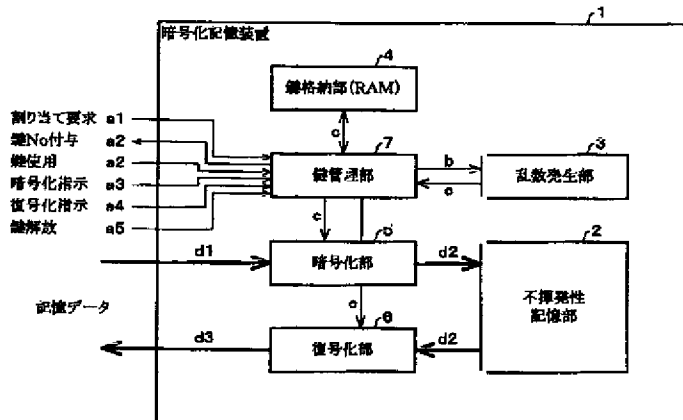 1
暗号化記憶装置
4
鍵格納部(RAM)
c
割り当て要求 a1
鍵No付与 a2
鍵使用 a2
暗号化指示 a3
復号化指示 a4
鍵解放 a5
7
鍵管理部
b
c
3
乱数発生部
c
5
暗号化部
d1
d2
2
不揮発性
記憶部
記憶データ
c
6
復号化部
d3
d2